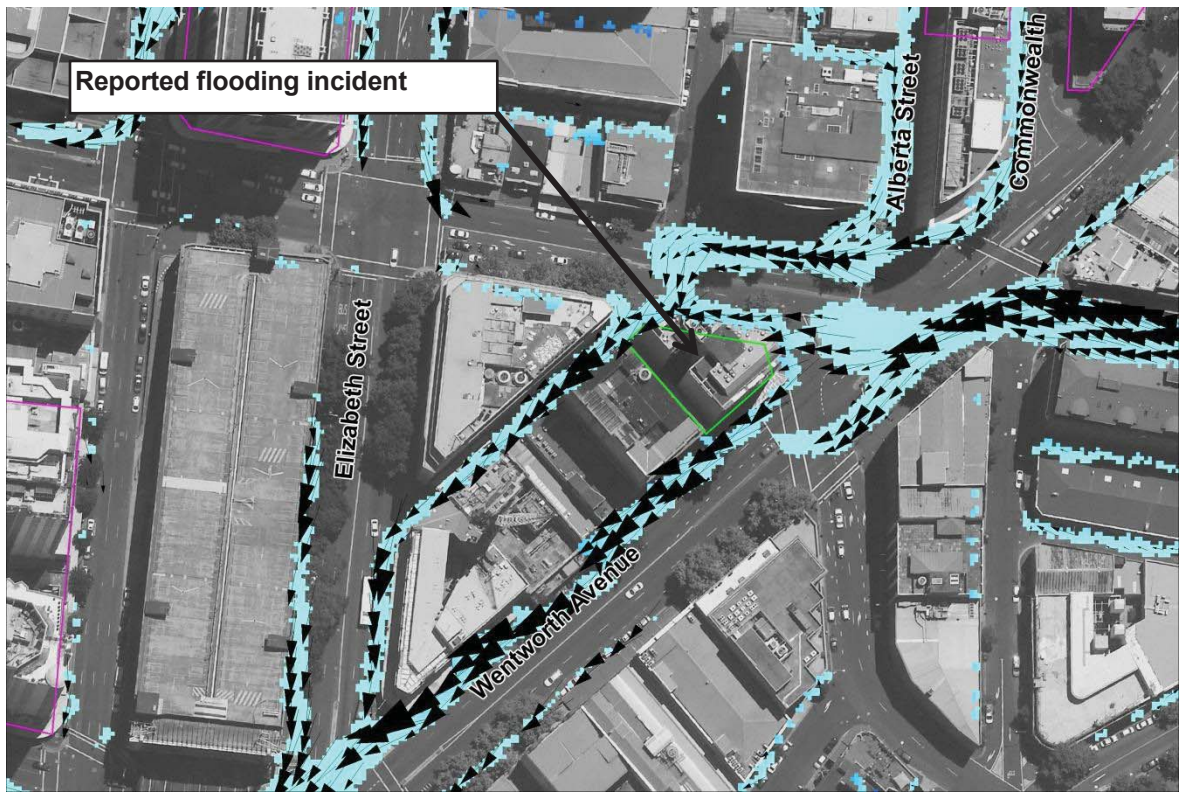 Reported flooding incident
Alberta Street
Commonwealth
Elizabeth Street
Wentworth Avenue